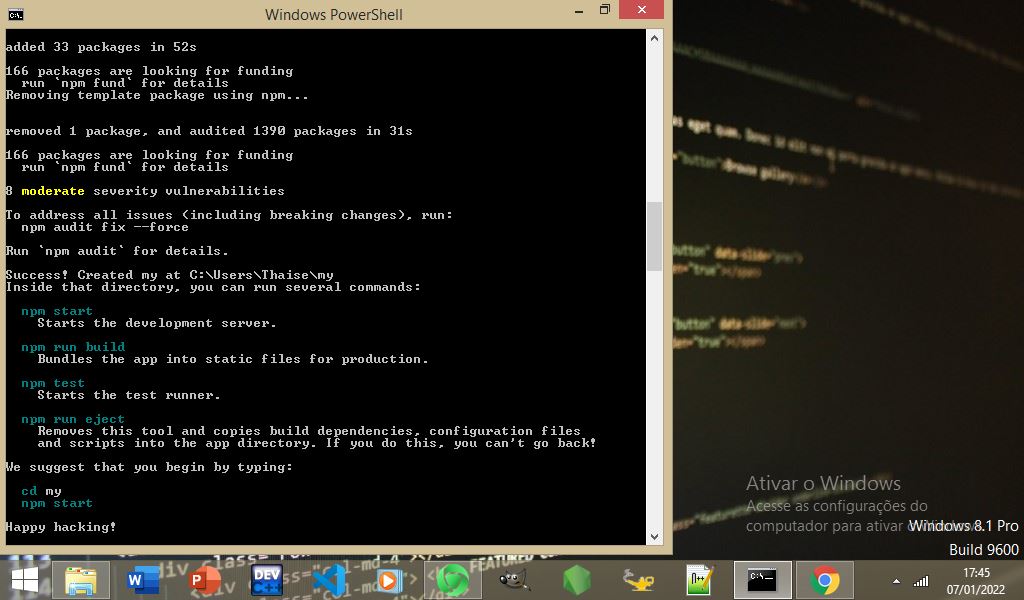 Windows PowerShell
added 33 packages in 52s
166 packages are looking for funding
run `npm fund` for details
Removing template package using npm...
removed 1 package, and audited 1390 packages in 31s
166 packages are looking for funding
run `npm fund` for details
8 moderate severity vulnerabilities
To address all issues (including breaking changes), run:
npm audit fix --force
Run `npm audit` for details.
Success! Created my at C:\Users\Thaise\my
Inside that directory, you can run several commands:
npm start
Starts the development server.
npm run build
Bundles the app into static files for production.
npm test
Starts the test runner.
npm run eject
Removes this tool and copies build dependencies, configuration files
and scripts into the app directory. If you do this, you can't go back!
We suggest that you begin by typing:
cd my
npm start
Happy hacking!
Ativar o Windows
Acesse as configurações do
computador para ativar o Windows.
Windows 8.1 Pro
Build 9600
DEV
C++
17:45
07/01/2022